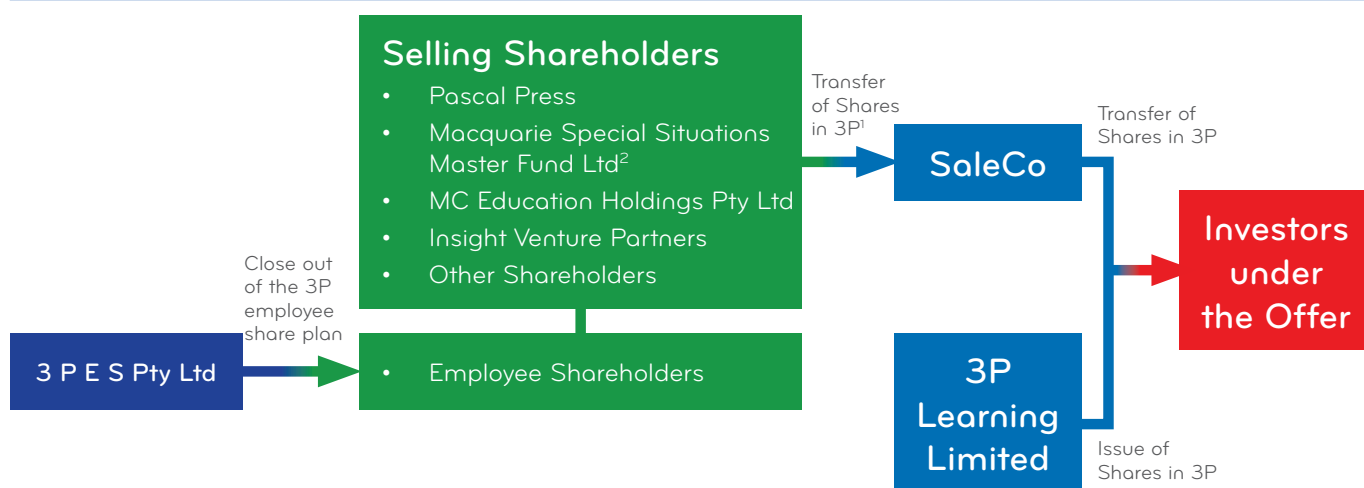 Selling Shareholders
• Pascal Press
• Macquarie Special Situations
Master Fund Ltd²
• MC Education Holdings Pty Ltd
• Insight Venture Partners
• Other Shareholders
Close out
of the 3P
employee
share plan
3 P E S Pty Ltd
• Employee Shareholders
Transfer
of Shares
in 3P¹
SaleCo
Transfer of
Shares in 3P
3P
Learning
Limited
Issue of
Shares in 3P
Investors
under
the Offer